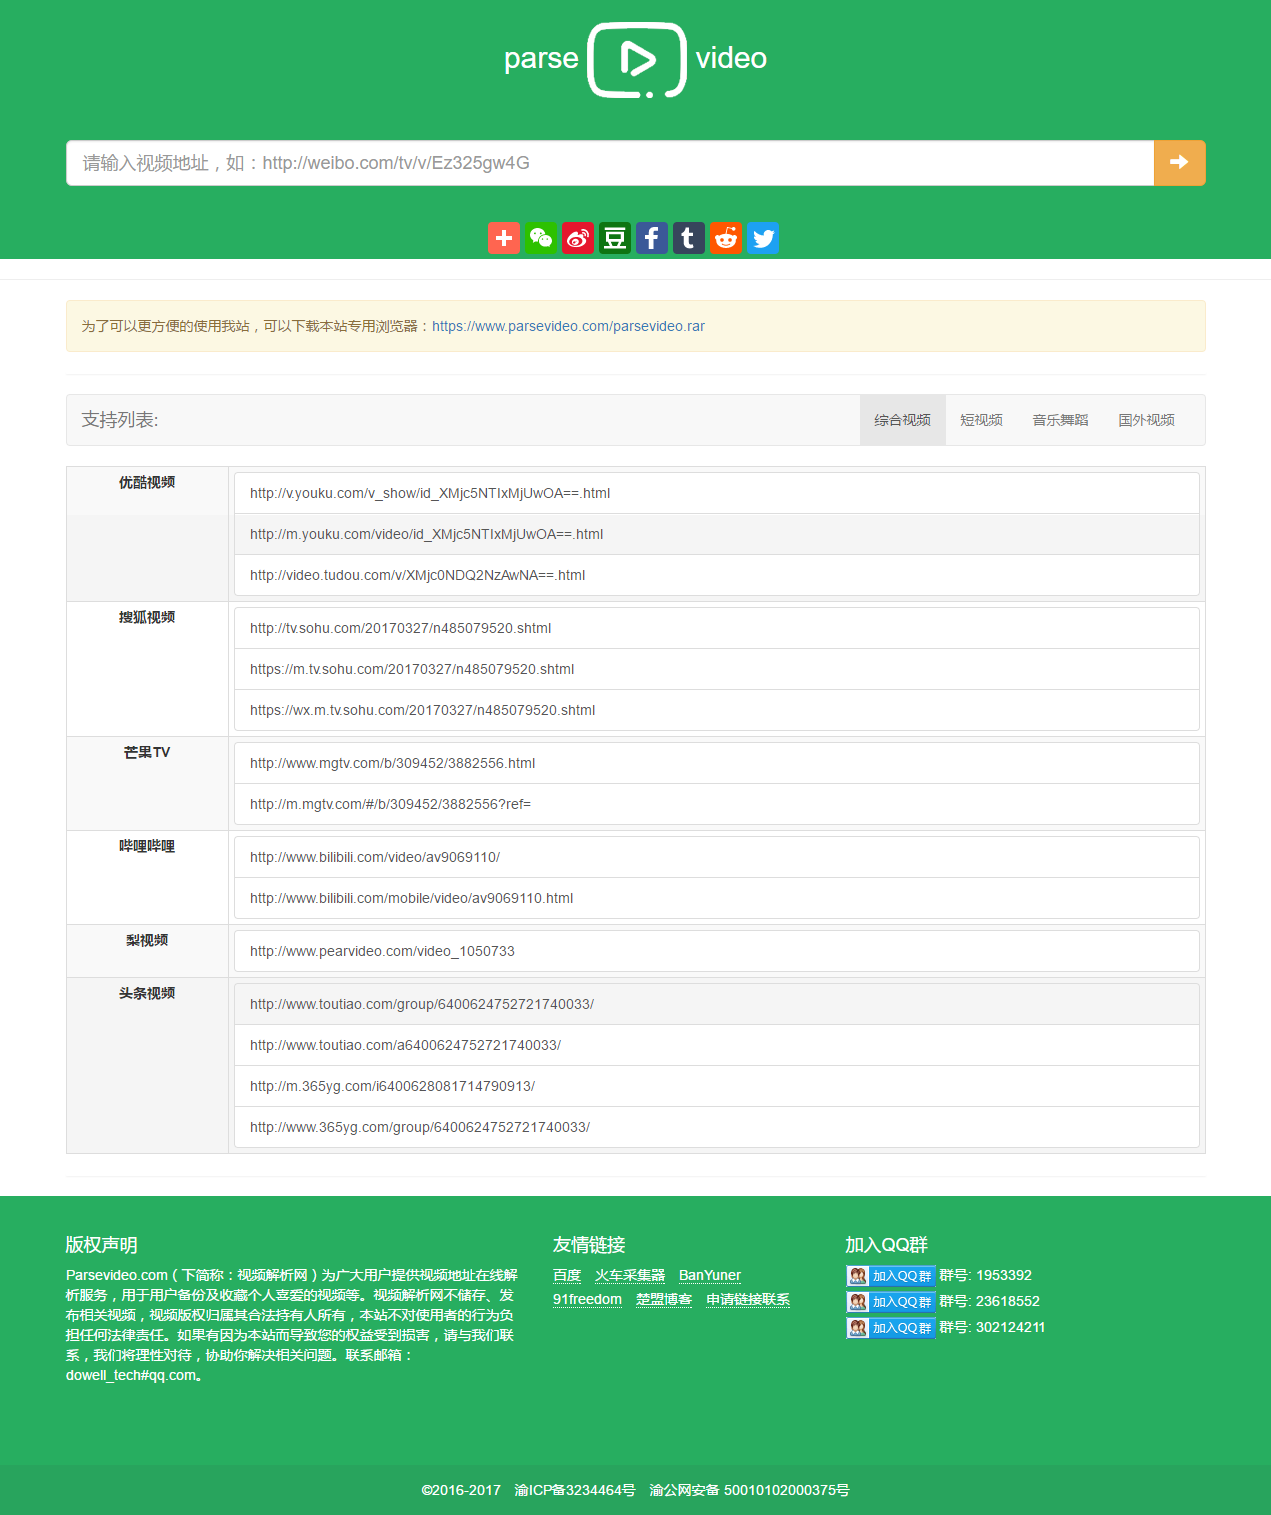 parse video
请输入视频地址，如：http://weibo.com/tv/v/Ez325gw4G
为了可以更方便的使用我站，可以下载本站专用浏览器：https://www.parsevideo.com/parsevideo.rar
支持列表: 综合视频 短视频 音乐舞蹈 国外视频
优酷视频
http://v.youku.com/v_show/id_XMjc5NTIxMjUwOA==.html
http://m.youku.com/video/id_XMjc5NTIxMjUwOA==.html
http://video.tudou.com/v/XMjc0NDQ2NzAwNA==.html
搜狐视频
http://tv.sohu.com/20170327/n485079520.shtml
https://m.tv.sohu.com/20170327/n485079520.shtml
https://wx.m.tv.sohu.com/20170327/n485079520.shtml
芒果TV
http://www.mgtv.com/b/309452/3882556.html
http://m.mgtv.com/#/b/309452/3882556?ref=
哔哩哔哩
http://www.bilibili.com/video/av9069110/
http://www.bilibili.com/mobile/video/av9069110.html
梨视频
http://www.pearvideo.com/video_1050733
头条视频
http://www.toutiao.com/group/6400624752721740033/
http://www.toutiao.com/a6400624752721740033/
http://m.365yg.com/i6400628081714790913/
http://www.365yg.com/group/6400624752721740033/
版权声明
Parsevideo.com（下简称：视频解析网）为广大用户提供视频地址在线解
析服务，用于用户备份及收藏个人喜爱的视频等。视频解析网不储存、发
布相关视频，视频版权归属其合法持有人所有，本站不对使用者的行为负
担任何法律责任。如果有因为本站而导致您的权益受到损害，请与我们联
系，我们将理性对待，协助你解决相关问题。联系邮箱：
dowell_tech#qq.com。
友情链接
百度 火车采集器 BanYuner
91freedom 楚盟博客 申请链接联系
加入QQ群
加入QQ群 群号: 1953392
加入QQ群 群号: 23618552
加入QQ群 群号: 302124211
©2016-2017 渝ICP备3234464号 渝公网安备 50010102000375号